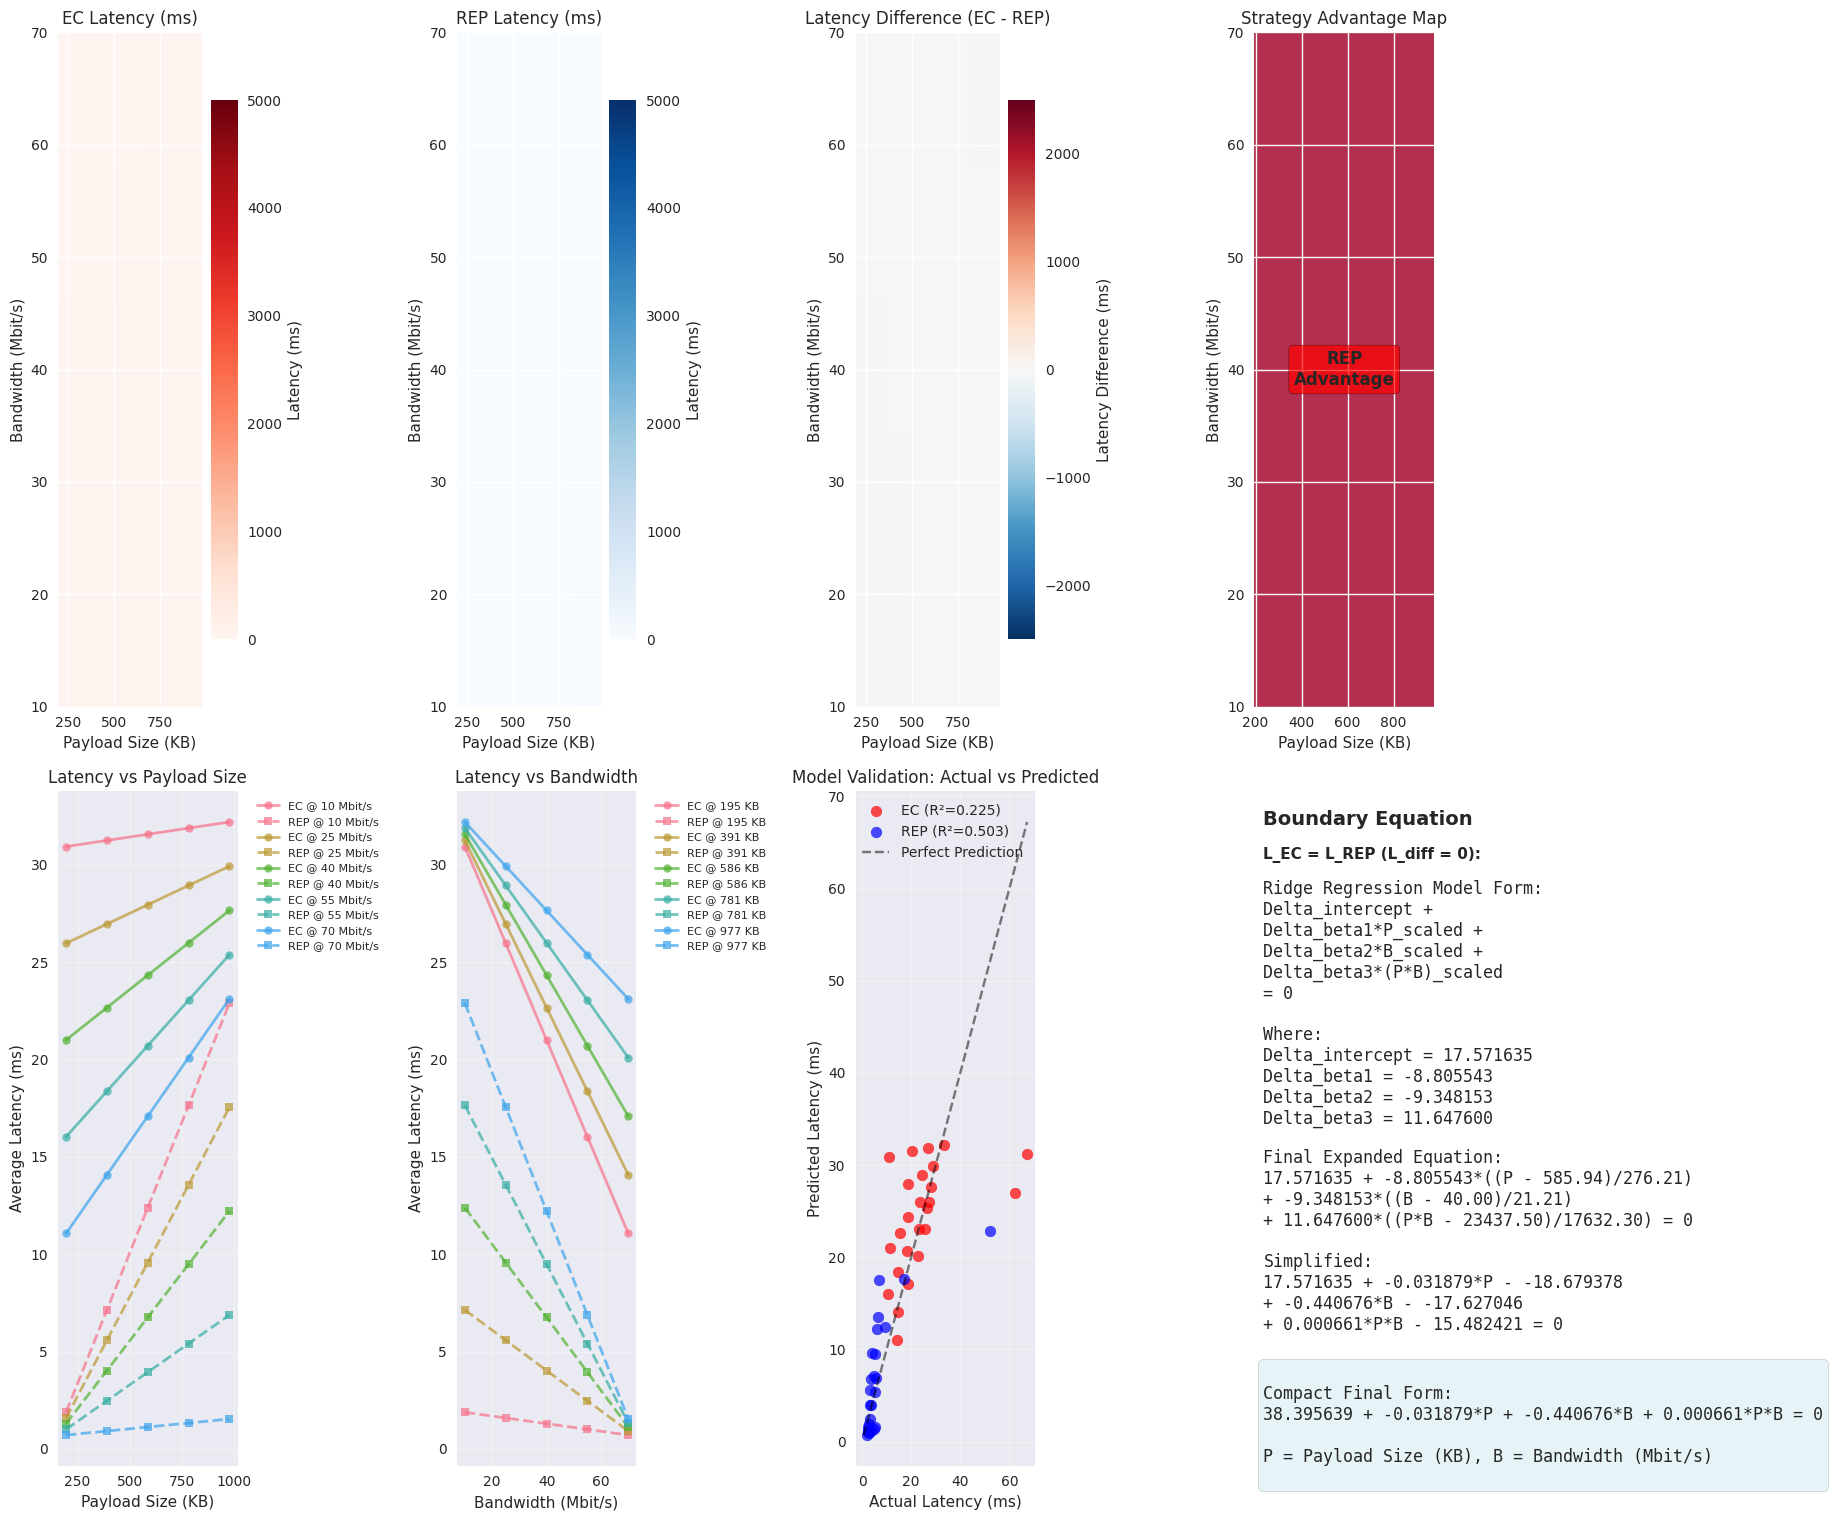 EC Latency (ms)
70
60
50
40
30
20
10
Bandwidth (Mbit/s)
250 500 750
Payload Size (KB)
5000
4000
3000
2000
1000
0
Latency (ms)
REP Latency (ms)
70
60
50
40
30
20
10
Bandwidth (Mbit/s)
250 500 750
Payload Size (KB)
5000
4000
3000
2000
1000
0
Latency (ms)
Latency Difference (EC - REP)
70
60
50
40
30
20
10
Bandwidth (Mbit/s)
250 500 750
Payload Size (KB)
2000
1000
0
−1000
−2000
Latency Difference (ms)
Strategy Advantage Map
70
60
50
40
30
20
10
Bandwidth (Mbit/s)
REP
Advantage
200 400 600 800
Payload Size (KB)
Latency vs Payload Size
30
25
20
15
10
5
0
Average Latency (ms)
250 500 750 1000
Payload Size (KB)
EC @ 10 Mbit/s
REP @ 10 Mbit/s
EC @ 25 Mbit/s
REP @ 25 Mbit/s
EC @ 40 Mbit/s
REP @ 40 Mbit/s
EC @ 55 Mbit/s
REP @ 55 Mbit/s
EC @ 70 Mbit/s
REP @ 70 Mbit/s
Latency vs Bandwidth
30
25
20
15
10
5
0
Average Latency (ms)
20 40 60
Bandwidth (Mbit/s)
EC @ 195 KB
REP @ 195 KB
EC @ 391 KB
REP @ 391 KB
EC @ 586 KB
REP @ 586 KB
EC @ 781 KB
REP @ 781 KB
EC @ 977 KB
REP @ 977 KB
Model Validation: Actual vs Predicted
EC (R²=0.225)
REP (R²=0.503)
Perfect Prediction
70
60
50
40
30
20
10
0
Predicted Latency (ms)
0 20 40 60
Actual Latency (ms)
Boundary Equation
L_EC = L_REP (L_diff = 0):
Ridge Regression Model Form:
Delta_intercept +
Delta_beta1*P_scaled +
Delta_beta2*B_scaled +
Delta_beta3*(P*B)_scaled
= 0
Where:
Delta_intercept = 17.571635
Delta_beta1 = -8.805543
Delta_beta2 = -9.348153
Delta_beta3 = 11.647600
Final Expanded Equation:
17.571635 + -8.805543*((P - 585.94)/276.21)
+ -9.348153*((B - 40.00)/21.21)
+ 11.647600*((P*B - 23437.50)/17632.30) = 0
Simplified:
17.571635 + -0.031879*P - -18.679378
+ -0.440676*B - -17.627046
+ 0.000661*P*B - 15.482421 = 0
Compact Final Form:
38.395639 + -0.031879*P + -0.440676*B + 0.000661*P*B = 0
P = Payload Size (KB), B = Bandwidth (Mbit/s)